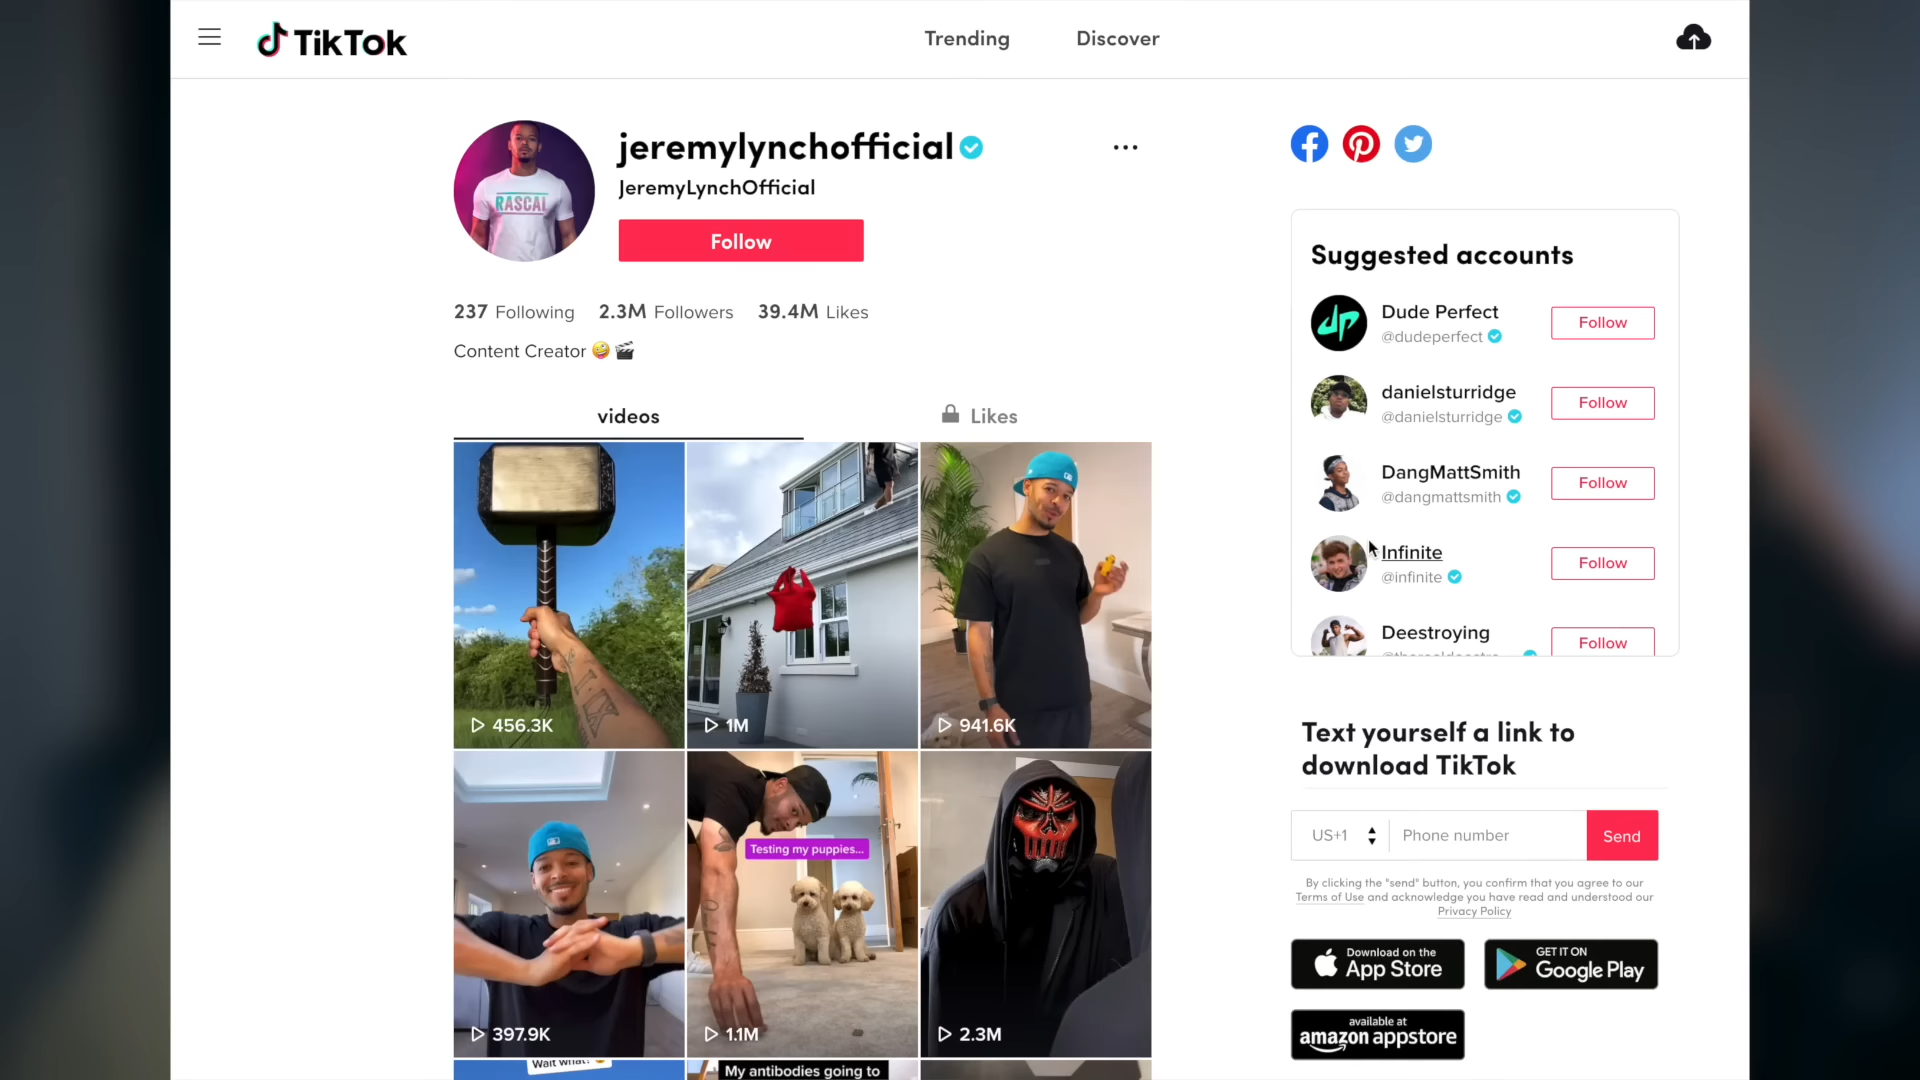 TikTok
Trending
Discover
jeremylynchofficial
JeremyLynchOfficial
Follow
237 Following 2.3M Followers 39.4M Likes
Content Creator 🤪🎬
videos
Likes
RASCAL
456.3K
1M
941.6K
Testing my puppies...
397.9K
1.1M
2.3M
Wait what?
My antibodies going to
Suggested accounts
Dude Perfect
@dudeperfect
Follow
danielsturridge
@danielsturridge
Follow
DangMattSmith
@dangmattsmith
Follow
Infinite
@infinite
Follow
Deestroying
Follow
Text yourself a link to
download TikTok
US+1
Phone number
Send
By clicking the "send" button, you confirm that you agree to our
Terms of Use and acknowledge you have read and understood our
Privacy Policy
Download on the
App Store
GET IT ON
Google Play
available at
amazon appstore